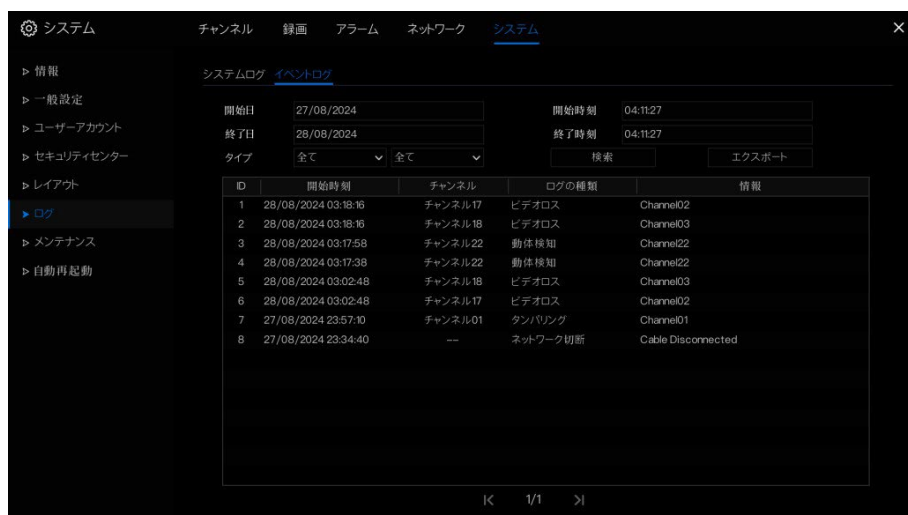 システム チャンネル 録画 アラーム ネットワーク システム ×
情報
一般設定
ユーザーアカウント
セキュリティセンター
レイアウト
ログ
メンテナンス
自動再起動
システムログ イベントログ
開始日 27/08/2024 開始時刻 04:11:27
終了日 28/08/2024 終了時刻 04:11:27
タイプ 全て 全て 検索 エクスポート
ID 開始時刻 チャンネル ログの種類 情報
1 28/08/2024 03:18:16 チャンネル17 ビデオロス Channel02
2 28/08/2024 03:18:16 チャンネル18 ビデオロス Channel03
3 28/08/2024 03:17:58 チャンネル22 動体検知 Channel22
4 28/08/2024 03:17:38 チャンネル22 動体検知 Channel22
5 28/08/2024 03:02:48 チャンネル18 ビデオロス Channel03
6 28/08/2024 03:02:48 チャンネル17 ビデオロス Channel02
7 27/08/2024 23:57:10 チャンネル01 タンパリング Channel01
8 27/08/2024 23:34:40 -- ネットワーク切断 Cable Disconnected
1/1